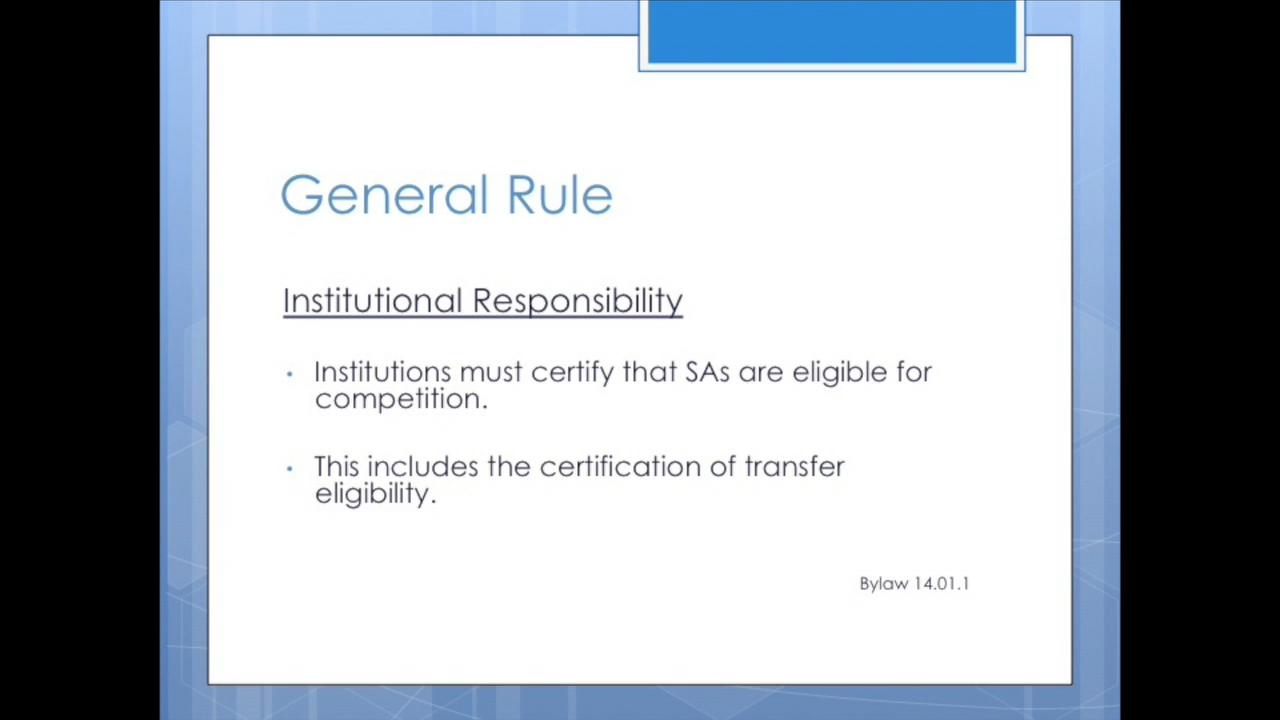 General Rule
Institutional Responsibility
• Institutions must certify that SAs are eligible for
competition.
• This includes the certification of transfer
eligibility.
Bylaw 14.01.1